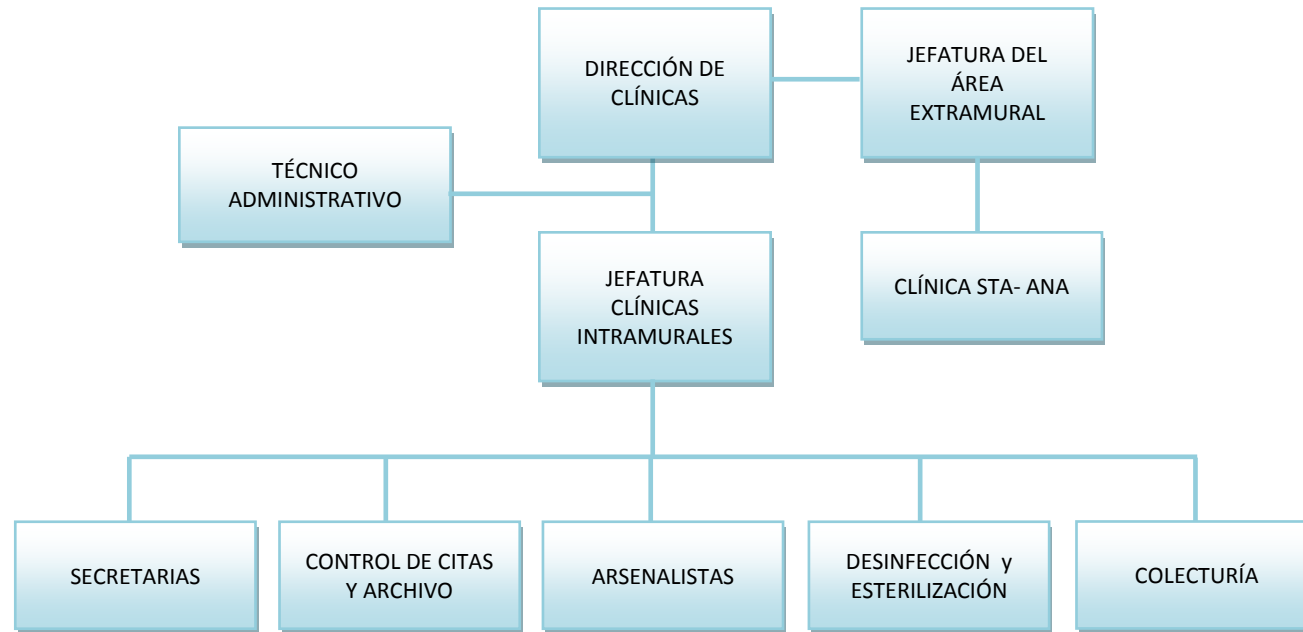 DIRECCIÓN DE
CLÍNICAS
JEFATURA DEL
ÁREA
EXTRAMURAL
TÉCNICO
ADMINISTRATIVO
JEFATURA
CLÍNICAS
INTRAMURALES
CLÍNICA STA- ANA
SECRETARIAS
CONTROL DE CITAS
Y ARCHIVO
ARSENALISTAS
DESINFECCIÓN y
ESTERILIZACIÓN
COLECTURÍA